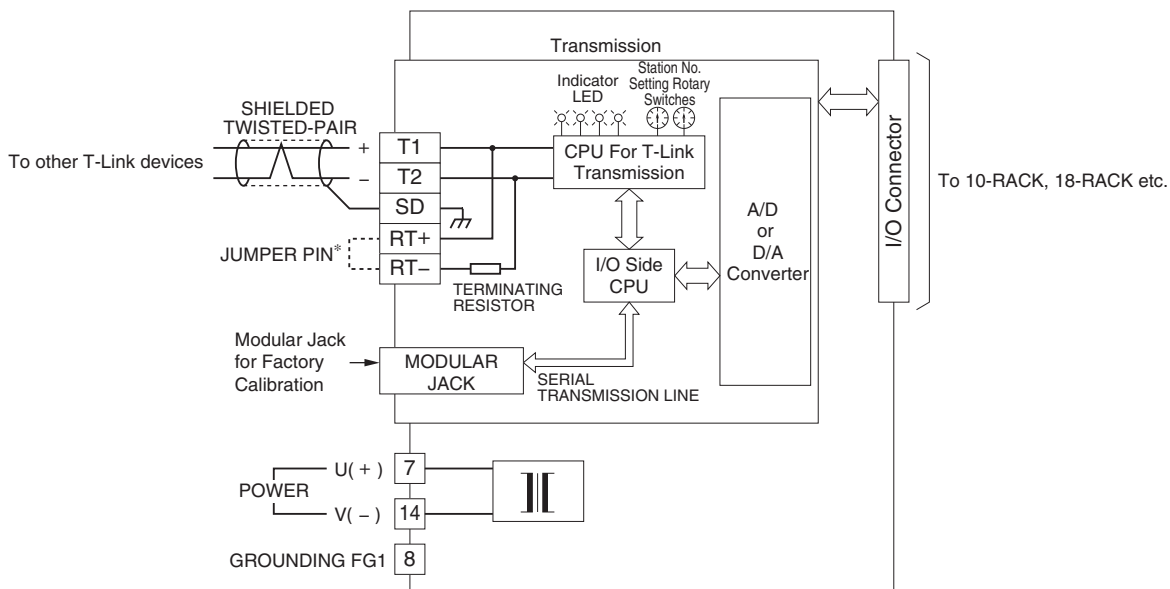 Transmission
Indicator
LED
Station No.
Setting Rotary
Switches
SHIELDED
TWISTED-PAIR
To other T-Link devices
+
−
T1
T2
SD
RT+
RT−
JUMPER PIN*
TERMINATING
RESISTOR
CPU For T-Link
Transmission
I/O Side
CPU
A/D
or
D/A
Converter
I/O Connector
To 10-RACK, 18-RACK etc.
Modular Jack
for Factory
Calibration
MODULAR
JACK
SERIAL
TRANSMISSION LINE
POWER
U( + )
7
V( − )
14
GROUNDING FG1
8